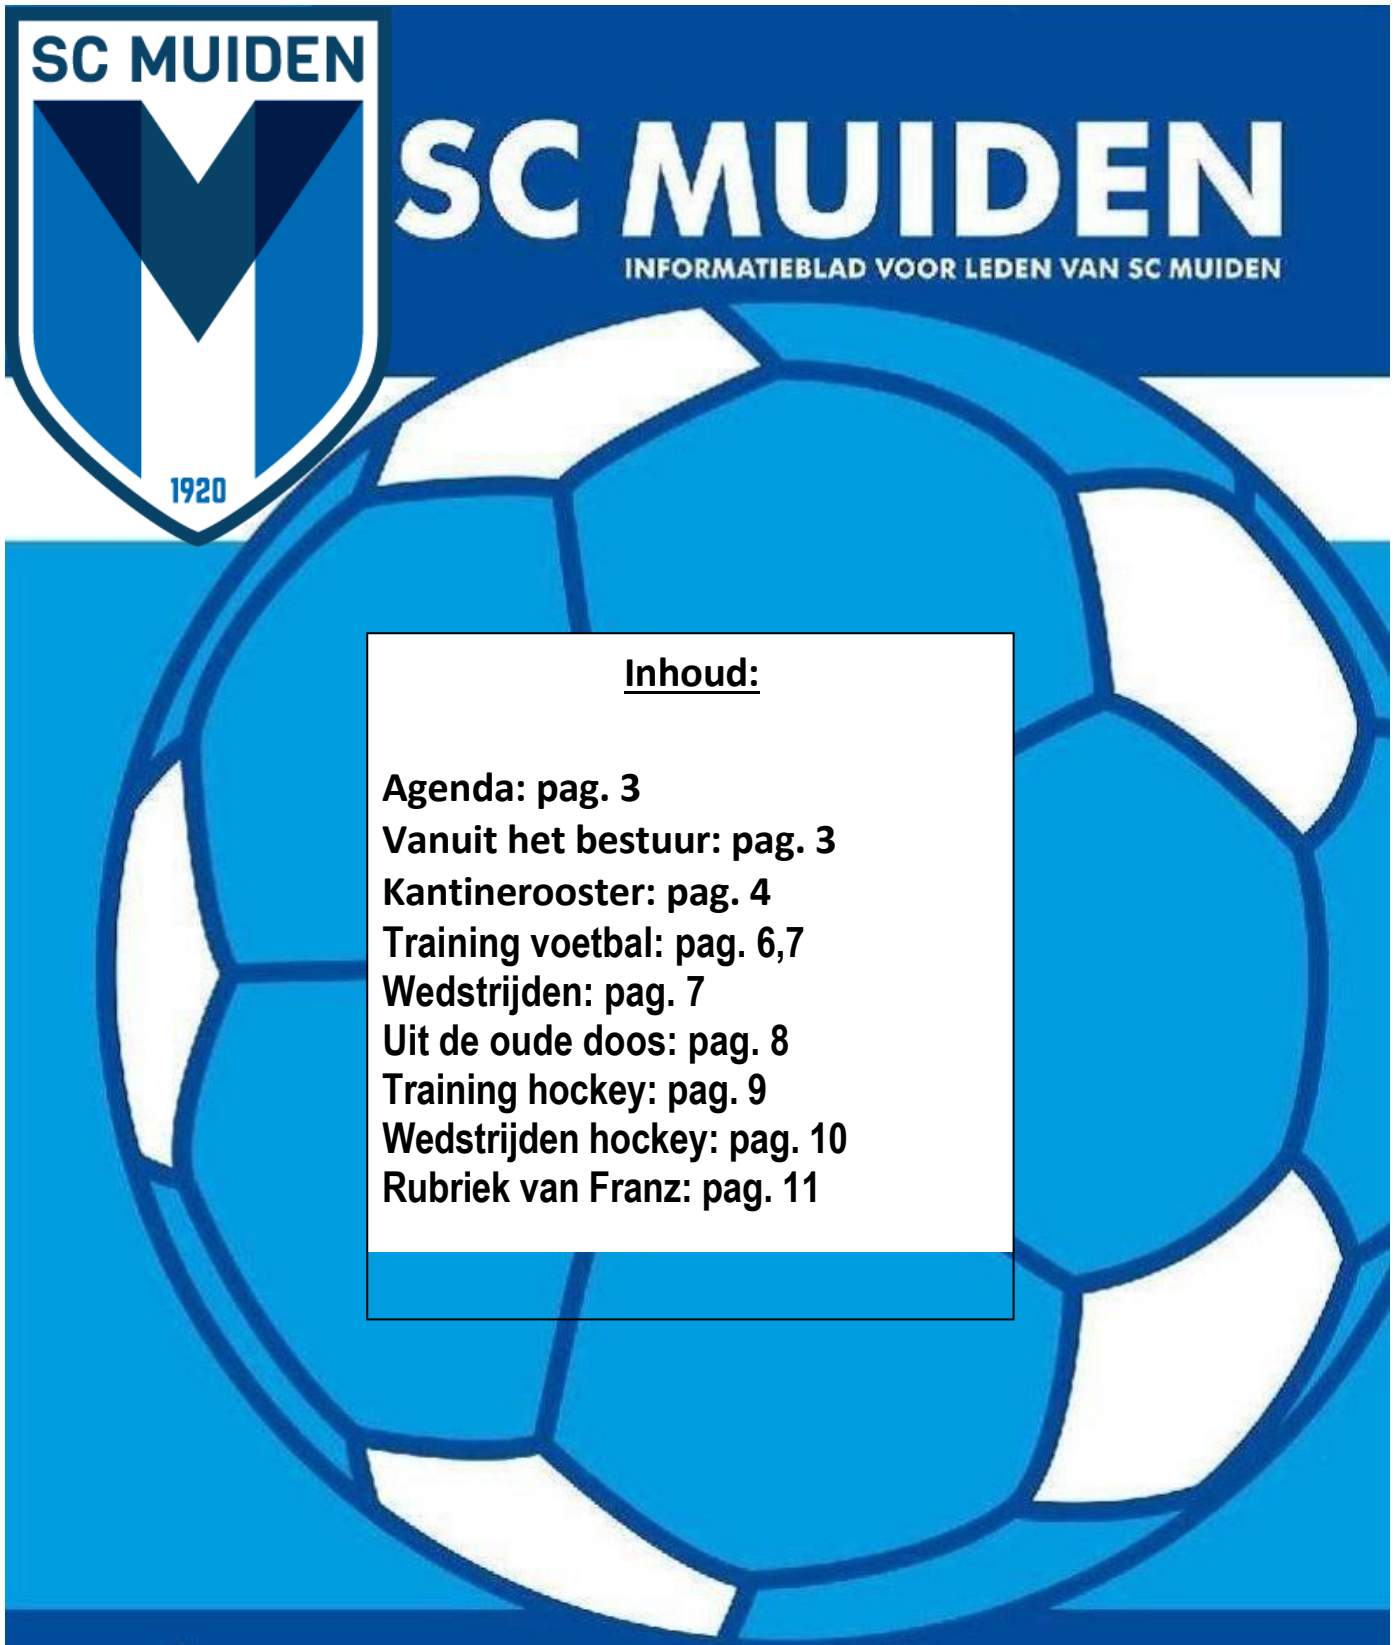 SC MUIDEN
1920
SC MUIDEN
INFORMATIEBLAD VOOR LEDEN VAN SC MUIDEN
Inhoud:
Agenda: pag. 3
Vanuit het bestuur: pag. 3
Kantinerooster: pag. 4
Training voetbal: pag. 6,7
Wedstrijden: pag. 7
Uit de oude doos: pag. 8
Training hockey: pag. 9
Wedstrijden hockey: pag. 10
Rubriek van Franz: pag. 11